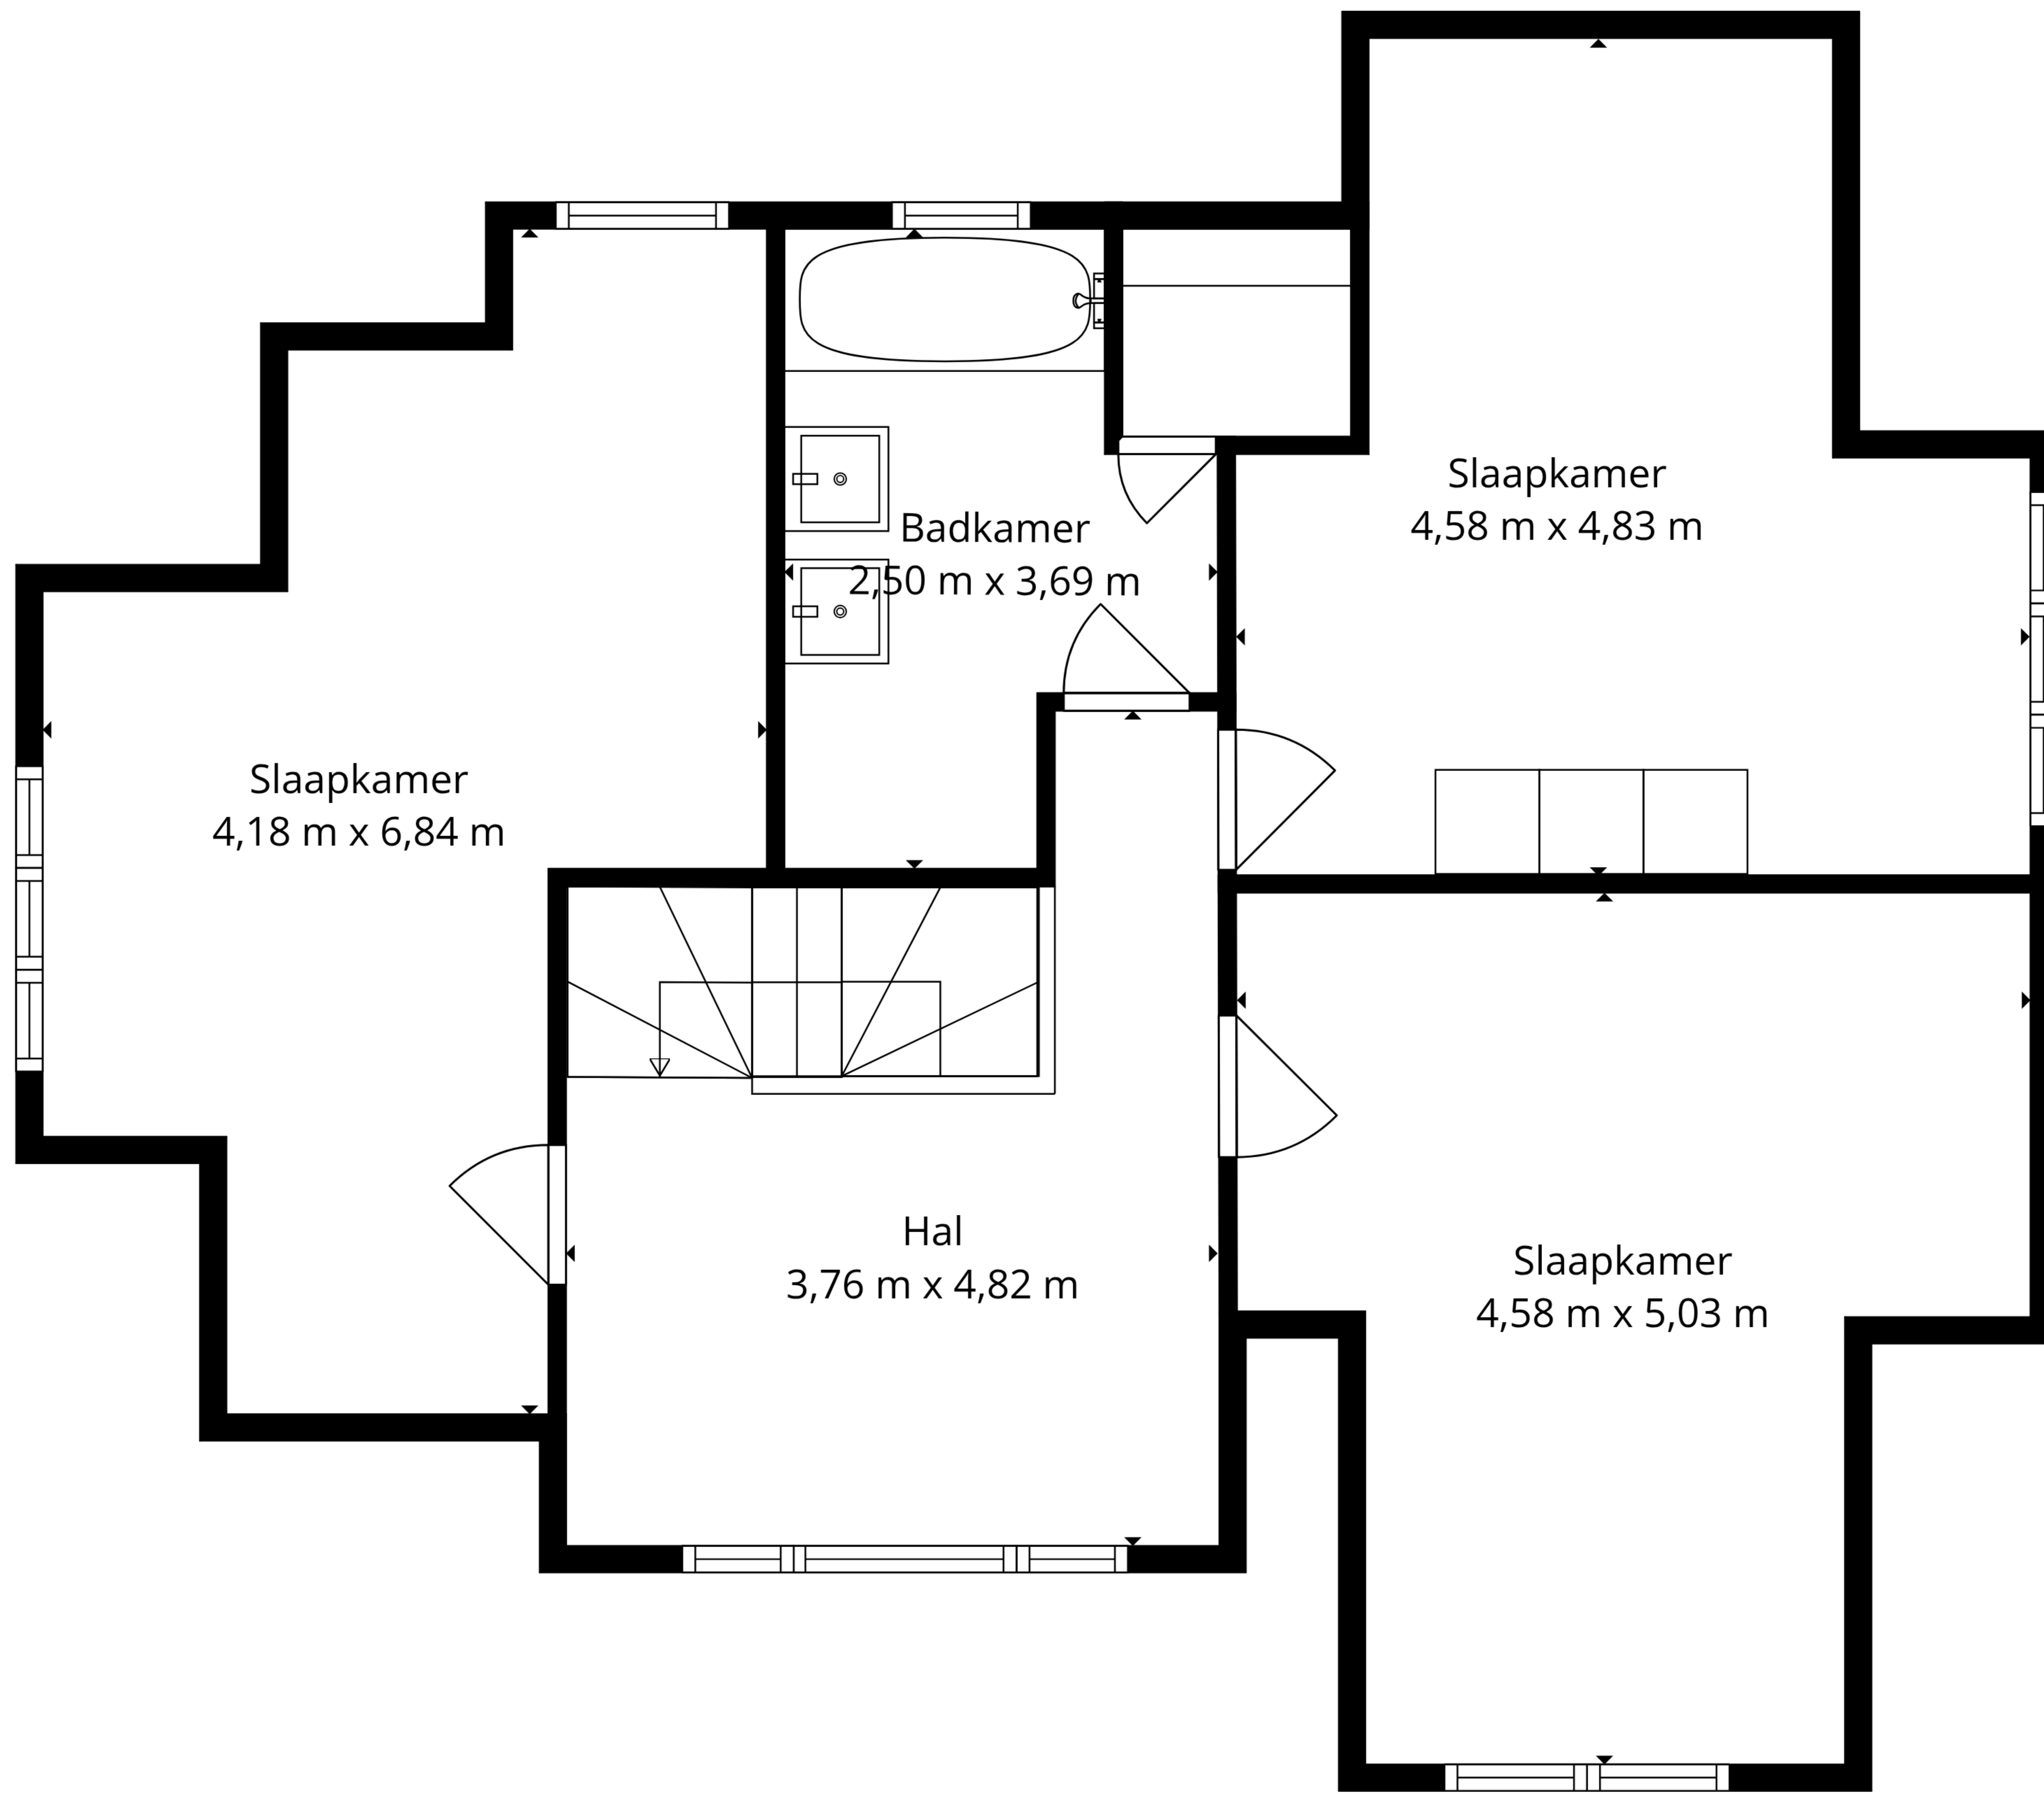 Slaapkamer
4,58 m x 4,83 m
Badkamer
2,50 m x 3,69 m
Slaapkamer
4,18 m x 6,84 m
Hal
3,76 m x 4,82 m
Slaapkamer
4,58 m x 5,03 m